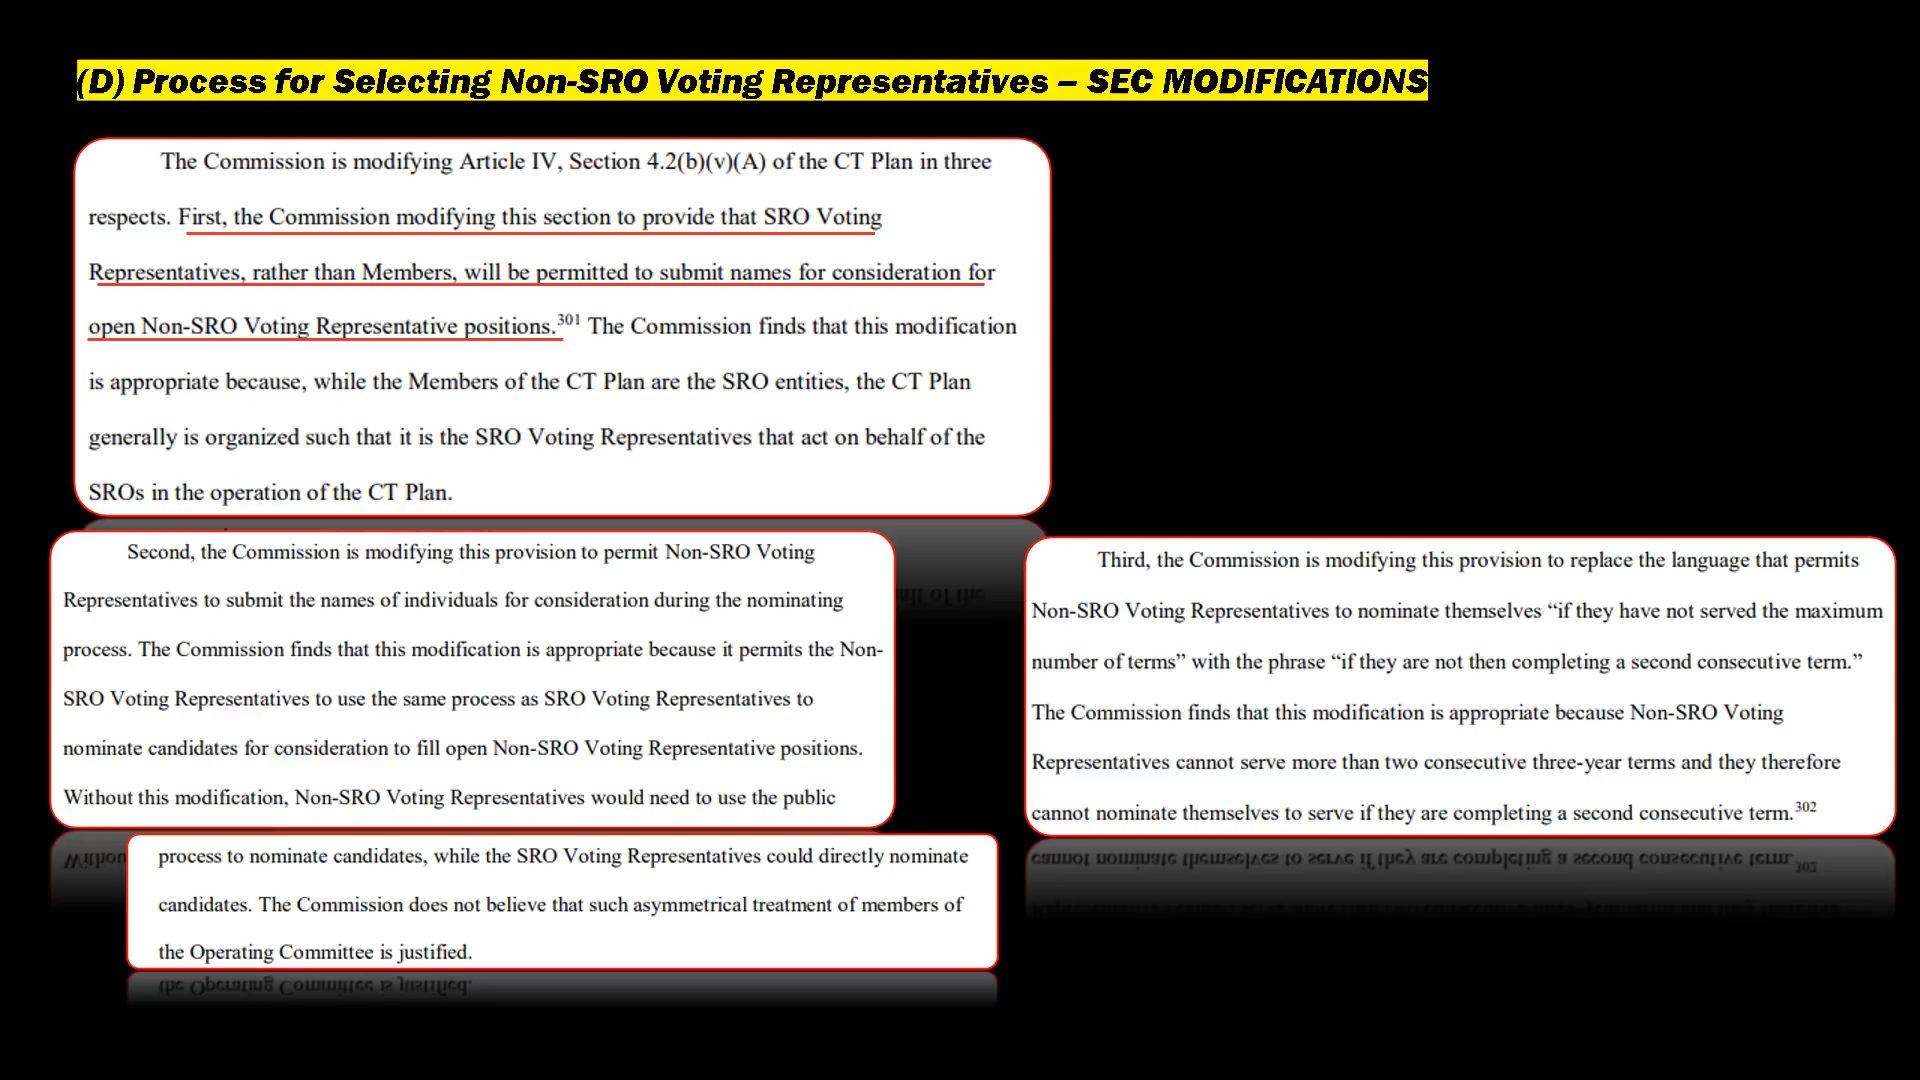 (D) Process for Selecting Non-SRO Voting Representatives – SEC MODIFICATIONS
The Commission is modifying Article IV, Section 4.2(b)(v)(A) of the CT Plan in three
respects. First, the Commission modifying this section to provide that SRO Voting
Representatives, rather than Members, will be permitted to submit names for consideration for
open Non-SRO Voting Representative positions.301 The Commission finds that this modification
is appropriate because, while the Members of the CT Plan are the SRO entities, the CT Plan
generally is organized such that it is the SRO Voting Representatives that act on behalf of the
SROs in the operation of the CT Plan.
Second, the Commission is modifying this provision to permit Non-SRO Voting
Representatives to submit the names of individuals for consideration during the nominating
process. The Commission finds that this modification is appropriate because it permits the Non-
SRO Voting Representatives to use the same process as SRO Voting Representatives to
nominate candidates for consideration to fill open Non-SRO Voting Representative positions.
Without this modification, Non-SRO Voting Representatives would need to use the public
process to nominate candidates, while the SRO Voting Representatives could directly nominate
candidates. The Commission does not believe that such asymmetrical treatment of members of
the Operating Committee is justified.
Third, the Commission is modifying this provision to replace the language that permits
Non-SRO Voting Representatives to nominate themselves “if they have not served the maximum
number of terms” with the phrase “if they are not then completing a second consecutive term.”
The Commission finds that this modification is appropriate because Non-SRO Voting
Representatives cannot serve more than two consecutive three-year terms and they therefore
cannot nominate themselves to serve if they are completing a second consecutive term.302